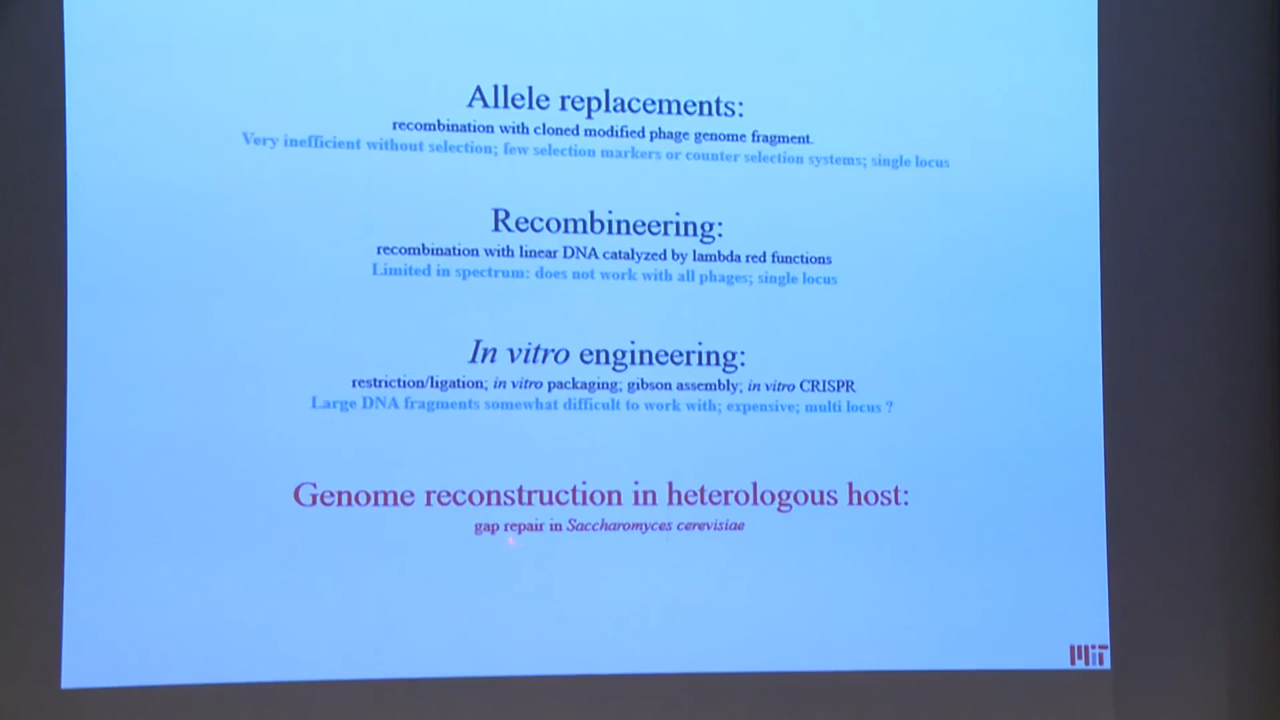 Allele replacements:
recombination with cloned modified phage genome fragment.
Very inefficient without selection; few selection markers or counter selection systems; single locus
Recombineering:
recombination with linear DNA catalyzed by lambda red functions
Limited in spectrum: does not work with all phages; single locus
In vitro engineering:
restriction/ligation; in vitro packaging; gibson assembly; in vitro CRISPR
Large DNA fragments somewhat difficult to work with; expensive; multi locus ?
Genome reconstruction in heterologous host:
gap repair in Saccharomyces cerevisiae
MIT